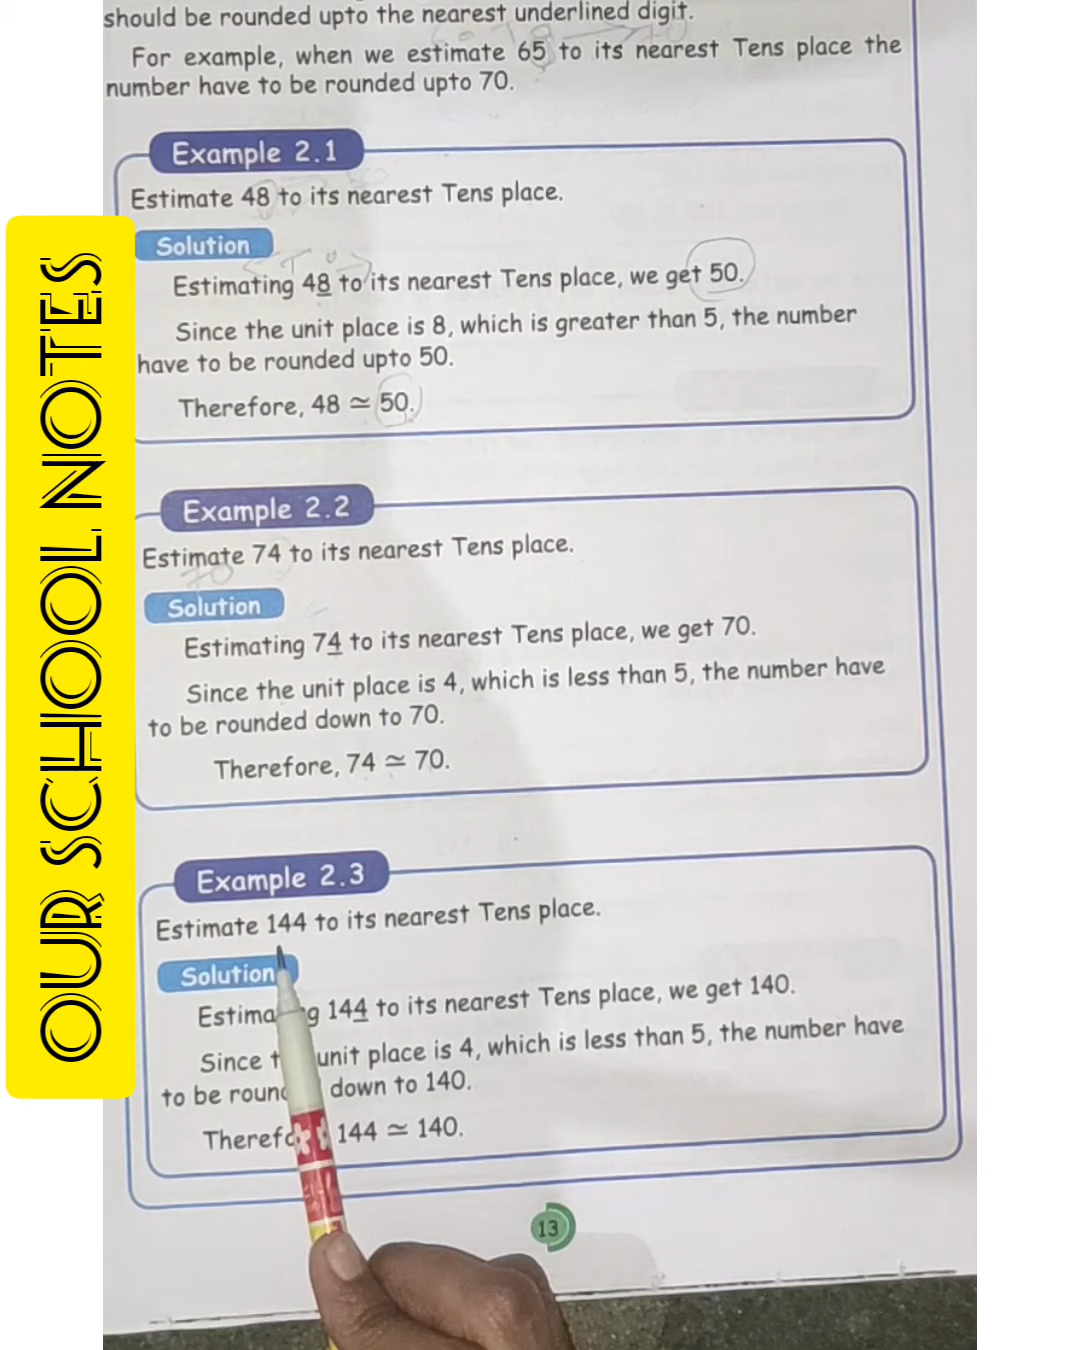 should be rounded upto the nearest underlined digit.
For example, when we estimate 65 to its nearest Tens place the
number have to be rounded upto 70.
Example 2.1
Estimate 48 to its nearest Tens place.
Solution
Estimating 48 to its nearest Tens place, we get 50.
Since the unit place is 8, which is greater than 5, the number
have to be rounded upto 50.
Therefore, 48 ≃ 50.
Example 2.2
Estimate 74 to its nearest Tens place.
70
Solution
Estimating 74 to its nearest Tens place, we get 70.
Since the unit place is 4, which is less than 5, the number have
to be rounded down to 70.
Therefore, 74 ≃ 70.
Example 2.3
Estimate 144 to its nearest Tens place.
Solution
Estima g 144 to its nearest Tens place, we get 140.
Since t unit place is 4, which is less than 5, the number have
to be roun down to 140.
Theref 144 ≃ 140.
13
OUR SCHOOL NOTES